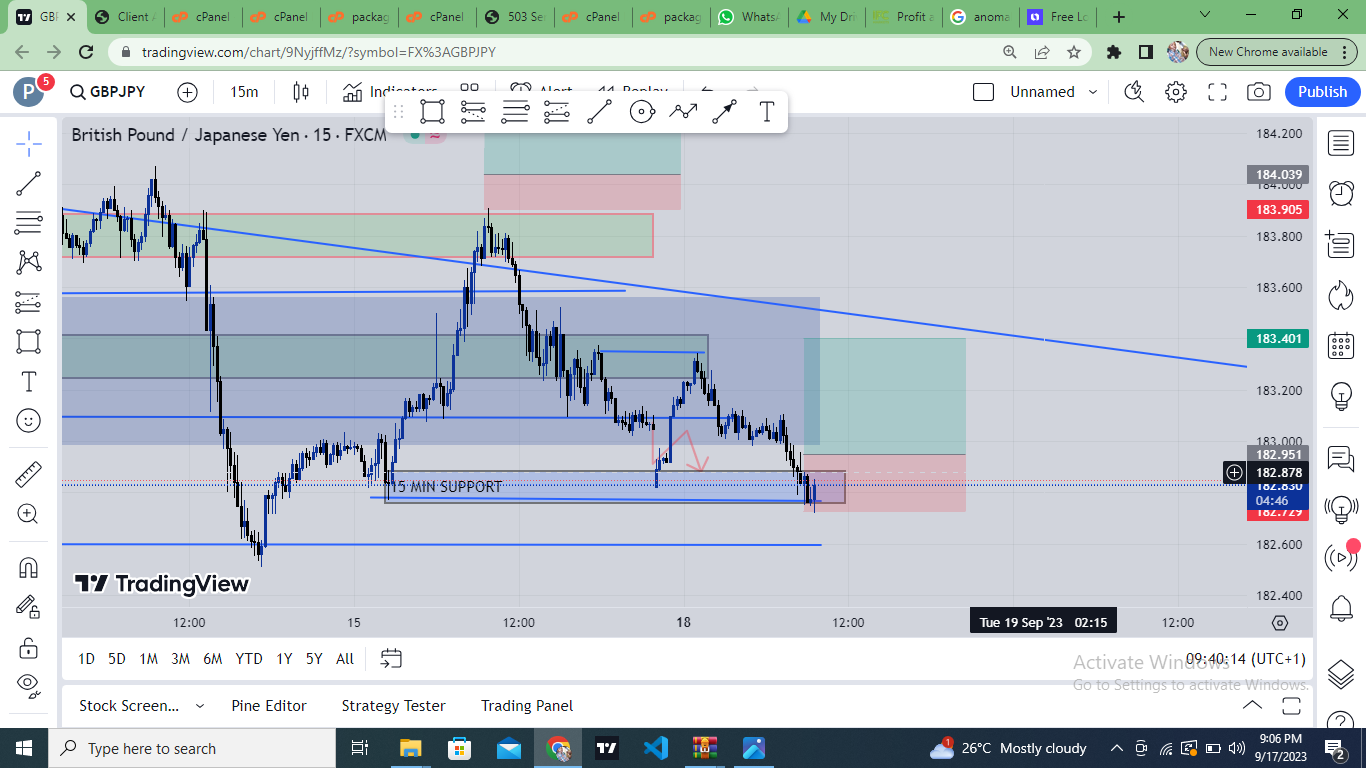 GBP
Client A
cPanel
cPanel
packag
cPanel
503 Se
cPanel
packag
WhatsA
My Dri
Profit a
anoma
Free Lo
tradingview.com/chart/9NyjffMz/?symbol=FX%3AGBPJPY
New Chrome available
P
5
GBPJPY
15m
Indicators
Alert
Replay
Unnamed
Publish
British Pound / Japanese Yen · 15 · FXCM
184.200
184.039
184.000
183.905
183.800
183.600
183.401
183.200
183.000
182.951
182.878
182.830
04:46
182.729
182.600
182.400
15 MIN SUPPORT
TradingView
12:00
15
12:00
18
12:00
Tue 19 Sep '23 02:15
12:00
1D 5D 1M 3M 6M YTD 1Y 5Y All
09:40:14 (UTC+1)
Activate Windows
Go to Settings to activate Windows.
Stock Screen...
Pine Editor
Strategy Tester
Trading Panel
Type here to search
1
26°C Mostly cloudy
9:06 PM
9/17/2023
2